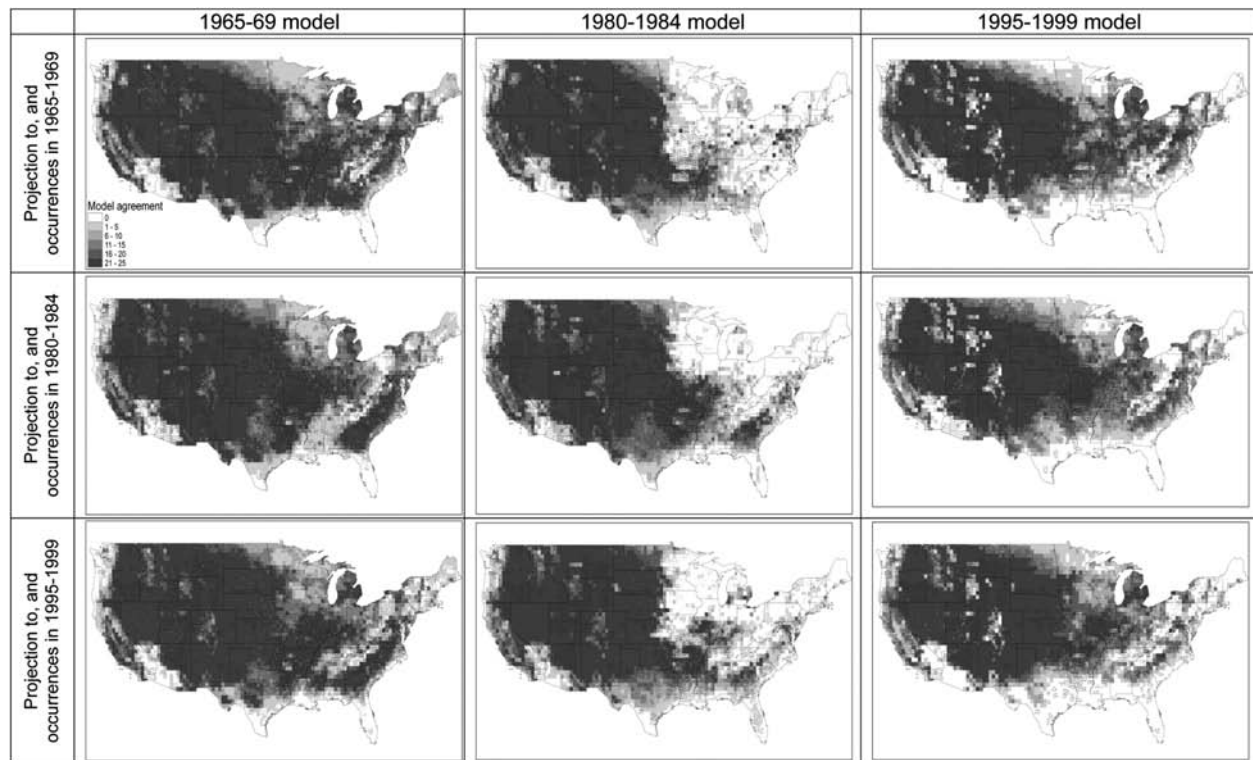 1965-69 model
1980-1984 model
1995-1999 model
Projection to, and
occurrences in 1965-1969
Model agreement
0
1 - 5
6 - 10
11 - 15
16 - 20
21 - 25
Projection to, and
occurrences in 1980-1984
Projection to, and
occurrences in 1995-1999